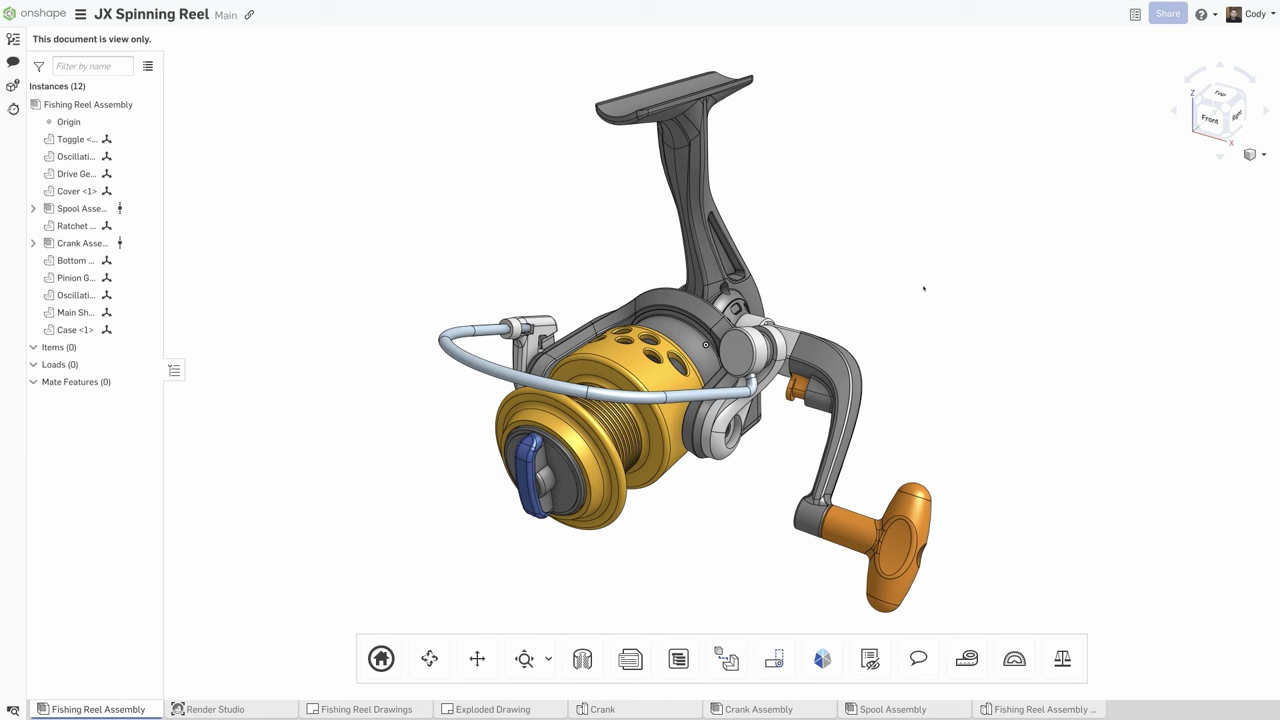 onshape JX Spinning Reel Main Share Cody
This document is view only.
Filter by name
Instances (12)
Fishing Reel Assembly
Origin
Toggle <...
Oscillati...
Drive Ge...
Cover <1>
Spool Asse...
Ratchet ...
Crank Asse...
Bottom ...
Pinion G...
Oscillati...
Main Sh...
Case <1>
Items (0)
Loads (0)
Mate Features (0)
Z
Top
Front
Right
X
Fishing Reel Assembly Render Studio Fishing Reel Drawings Exploded Drawing Crank Crank Assembly Spool Assembly Fishing Reel Assembly ...